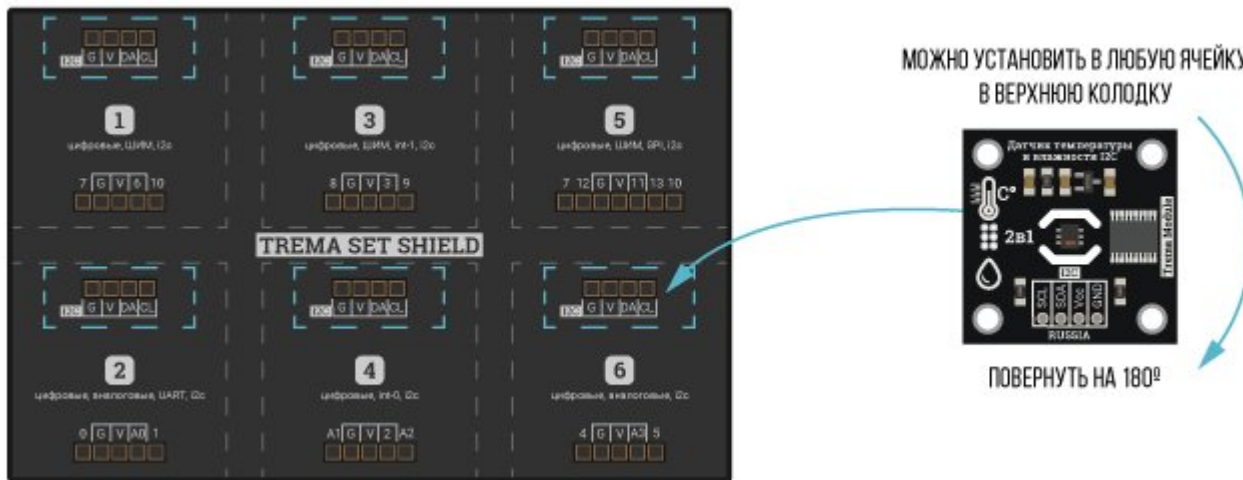 I2C G V DA CL
I2C G V DA CL
I2C G V DA CL
1
3
5
цифровые, ШИМ, i2c
цифровые, ШИМ, int-1, i2c
цифровые, ШИМ, SPI, i2c
7 G V 6 10
8 G V 3 9
7 12 G V 11 13 10
TREMA SET SHIELD
I2C G V DA CL
I2C G V DA CL
I2C G V DA CL
2
4
6
цифровые, аналоговые, UART, i2c
цифровые, int-0, i2c
цифровые, аналоговые, i2c
0 G V A0 1
A1 G V 2 A2
4 G V A3 5
МОЖНО УСТАНОВИТЬ В ЛЮБУЮ ЯЧЕЙКУ
В ВЕРХНЮЮ КОЛОДКУ
Датчик температуры
и влажности I2C
C°
2в1
Trema Module
I2C
SCL SDA Vcc GND
RUSSIA
ПОВЕРНУТЬ НА 180º